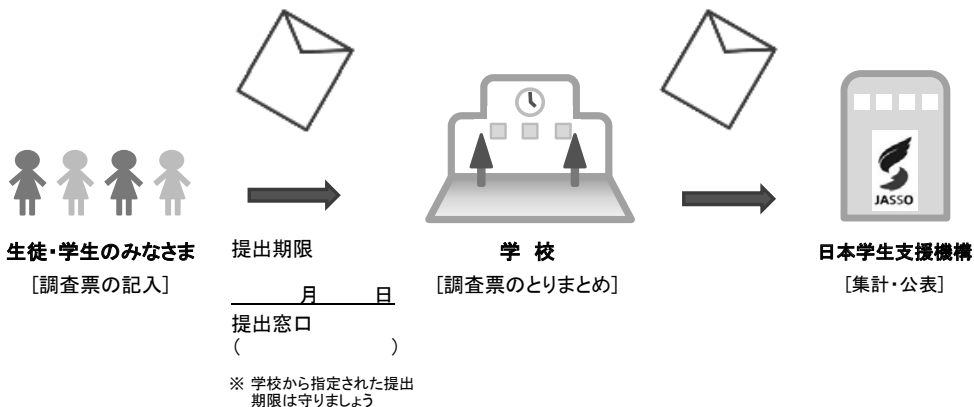 JASSO
生徒・学生のみなさま
[調査票の記入]
提出期限
月　　日
提出窓口
(　　　　　　)
※ 学校から指定された提出
期限は守りましょう
学 校
[調査票のとりまとめ]
日本学生支援機構
[集計・公表]